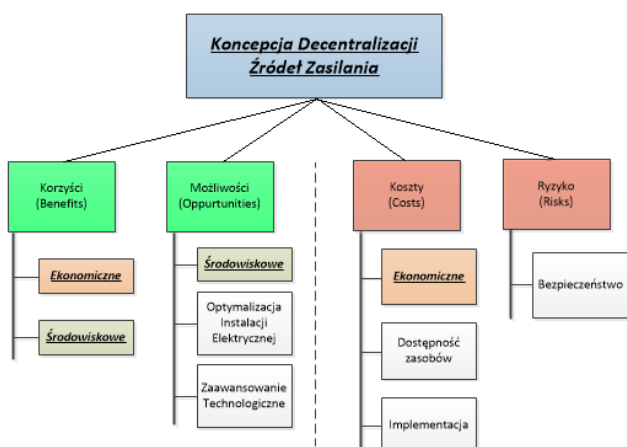 Koncepcja Decentralizacji
Źródeł Zasilania
Korzyści
(Benefits)
Ekonomiczne
Środowiskowe
Możliwości
(Oppurtunities)
Środowiskowe
Optymalizacja
Instalacji
Elektrycznej
Zaawansowanie
Technologiczne
Koszty
(Costs)
Ekonomiczne
Dostępność
zasobów
Implementacja
Ryzyko
(Risks)
Bezpieczeństwo